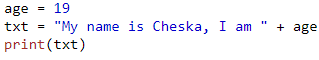 age = 19
txt = "My name is Cheska, I am " + age
print(txt)